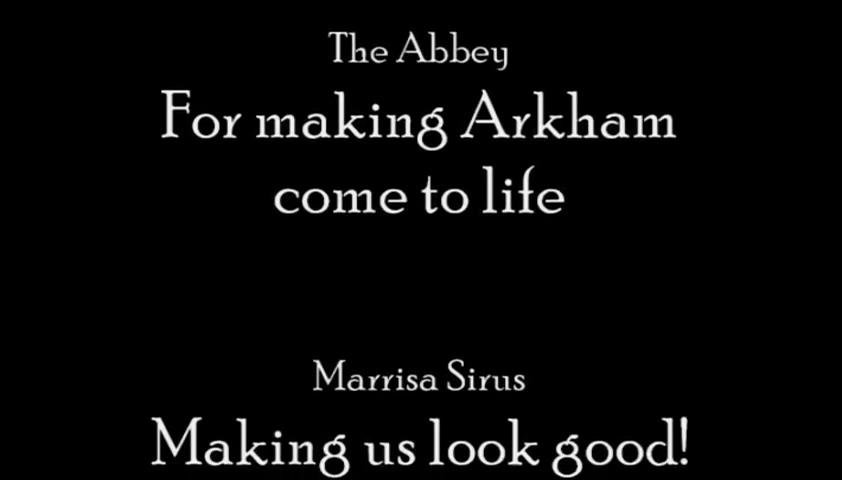 The Abbey
For making Arkham
come to life
Marrisa Sirus
Making us look good!